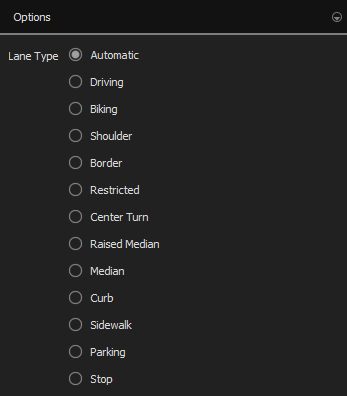 Options
Lane Type
Automatic
Driving
Biking
Shoulder
Border
Restricted
Center Turn
Raised Median
Median
Curb
Sidewalk
Parking
Stop